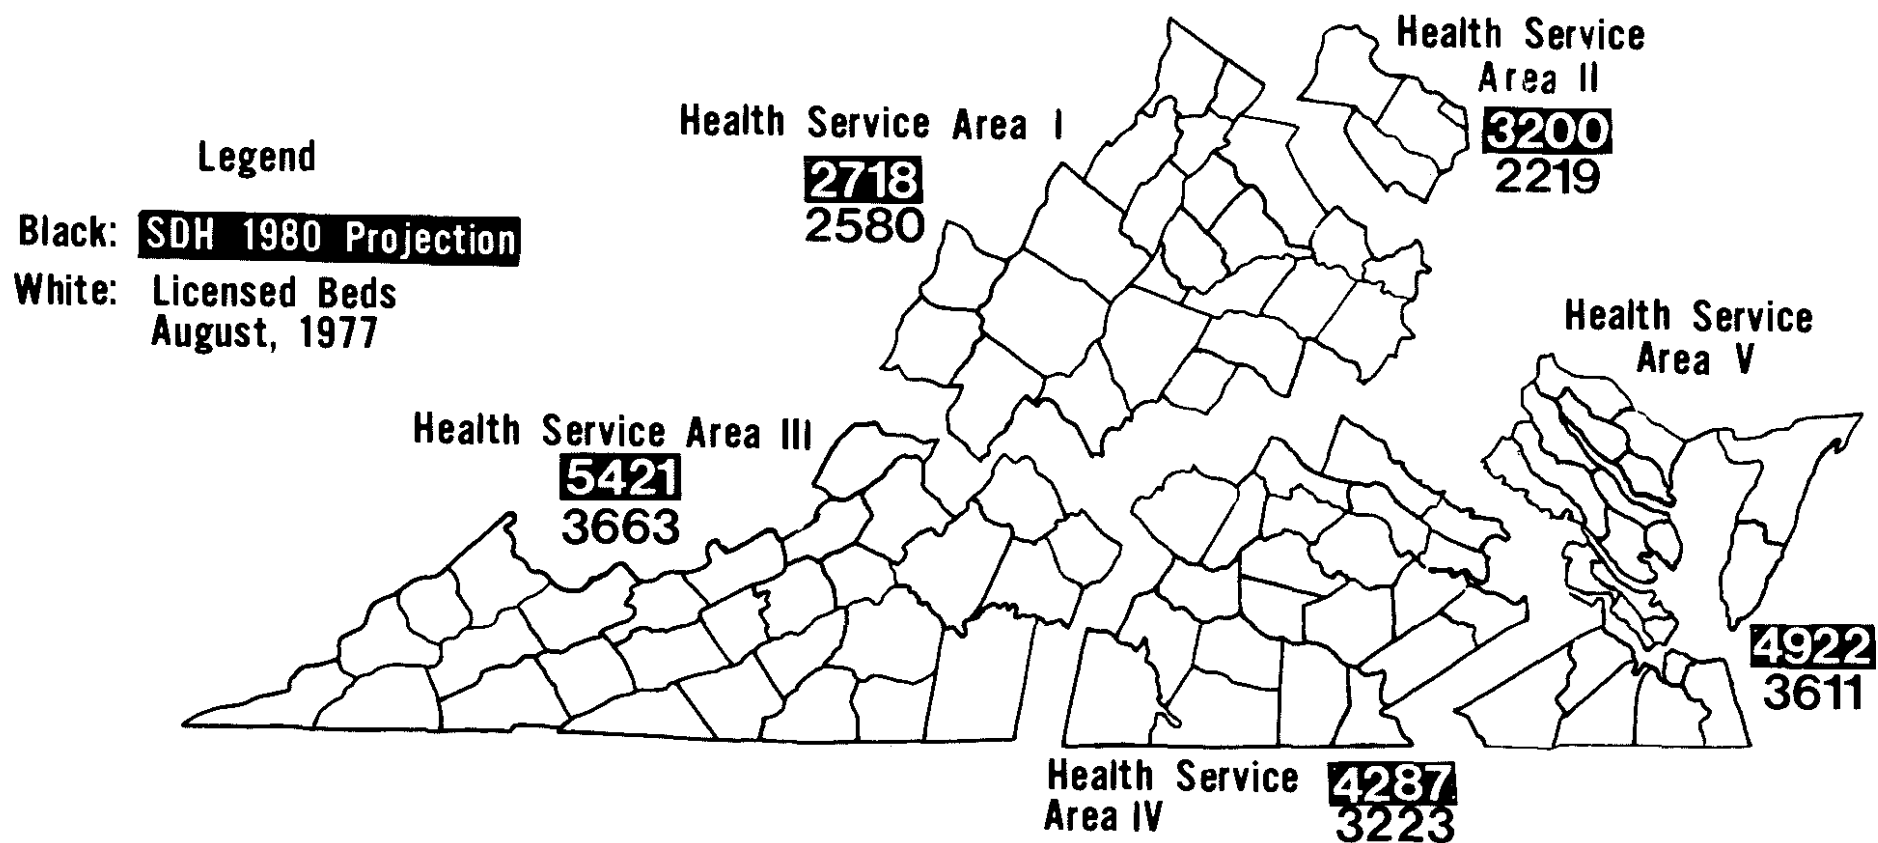 Legend
Black: SDH 1980 Projection
White: Licensed Beds
August, 1977
Health Service Area I
2718
2580
Health Service
Area II
3200
2219
Health Service Area III
5421
3663
Health Service
Area V
4922
3611
Health Service
Area IV
4287
3223